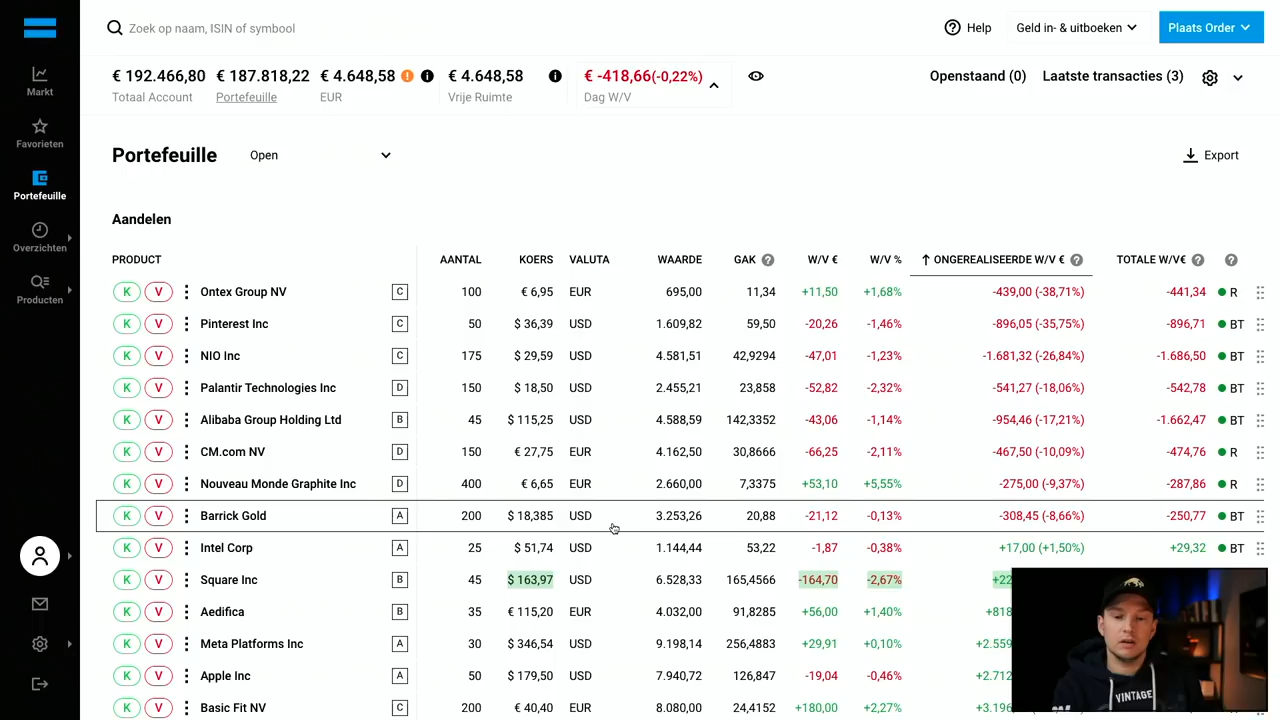 Zoek op naam, ISIN of symbool
Help
Geld in- & uitboeken
Plaats Order
€ 192.466,80 € 187.818,22 € 4.648,58 € 4.648,58 € -418,66(-0,22%)
Totaal Account Portefeuille EUR Vrije Ruimte Dag W/V
Openstaand (0) Laatste transacties (3)
Markt
Favorieten
Portefeuille
Overzichten
Producten
Portefeuille Open Export
Aandelen
PRODUCT AANTAL KOERS VALUTA WAARDE GAK W/V € W/V % ↑ ONGEREALISEERDE W/V € TOTALE W/V€
K V Ontex Group NV C 100 € 6,95 EUR 695,00 11,34 +11,50 +1,68% -439,00 (-38,71%) -441,34 R
K V Pinterest Inc C 50 $ 36,39 USD 1.609,82 59,50 -20,26 -1,46% -896,05 (-35,75%) -896,71 BT
K V NIO Inc C 175 $ 29,59 USD 4.581,51 42,9294 -47,01 -1,23% -1.681,32 (-26,84%) -1.686,50 BT
K V Palantir Technologies Inc D 150 $ 18,50 USD 2.455,21 23,858 -52,82 -2,32% -541,27 (-18,06%) -542,78 BT
K V Alibaba Group Holding Ltd B 45 $ 115,25 USD 4.588,59 142,3352 -43,06 -1,14% -954,46 (-17,21%) -1.662,47 BT
K V CM.com NV D 150 € 27,75 EUR 4.162,50 30,8666 -66,25 -2,11% -467,50 (-10,09%) -474,76 R
K V Nouveau Monde Graphite Inc D 400 € 6,65 EUR 2.660,00 7,3375 +53,10 +5,55% -275,00 (-9,37%) -287,86 R
K V Barrick Gold A 200 $ 18,385 USD 3.253,26 20,88 -21,12 -0,13% -308,45 (-8,66%) -250,77 BT
K V Intel Corp A 25 $ 51,74 USD 1.144,44 53,22 -1,87 -0,38% +17,00 (+1,50%) +29,32 BT
K V Square Inc B 45 $ 163,97 USD 6.528,33 165,4566 -164,70 -2,67% +22
K V Aedifica B 35 € 115,20 EUR 4.032,00 91,8285 +56,00 +1,40% +818
K V Meta Platforms Inc A 30 $ 346,54 USD 9.198,14 256,4883 +29,91 +0,10% +2.559
K V Apple Inc A 50 $ 179,50 USD 7.940,72 126,847 -19,04 -0,46% +2.712
K V Basic Fit NV C 200 € 40,40 EUR 8.080,00 24,4152 +180,00 +2,27% +3.196
VINTAGE